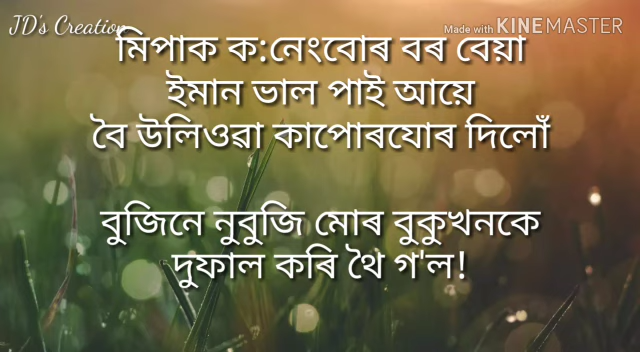 JD's Creation
Made with KINEMASTER
মিপাক ক:নেংবোৰ বৰ বেয়া
ইমান ভাল পাই আয়ে
বৈ উলিওৱা কাপোৰযোৰ দিলোঁ
বুজিনে নুবুজি মোৰ বুকুখনকে
দুফাল কৰি থৈ গ'ল!